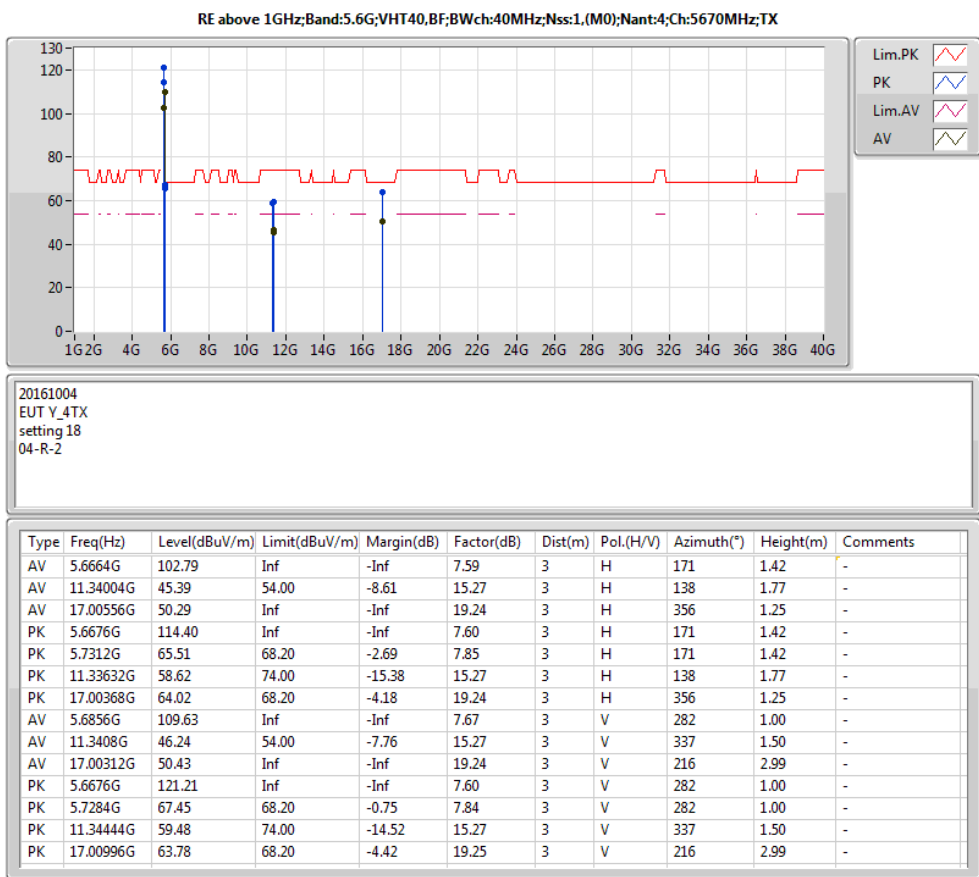 RE above 1GHz;Band:5.6G;VHT40,BF;BWch:40MHz;Nss:1,(M0);Nant:4;Ch:5670MHz;TX
130
120
100
80
60
40
20
0
1G 2G 4G 6G 8G 10G 12G 14G 16G 18G 20G 22G 24G 26G 28G 30G 32G 34G 36G 38G 40G
Lim.PK
PK
Lim.AV
AV
20161004
EUT Y_4TX
setting 18
04-R-2
Type Freq(Hz) Level(dBuV/m) Limit(dBuV/m) Margin(dB) Factor(dB) Dist(m) Pol.(H/V) Azimuth(°) Height(m) Comments
AV 5.6664G 102.79 Inf -Inf 7.59 3 H 171 1.42 -
AV 11.34004G 45.39 54.00 -8.61 15.27 3 H 138 1.77 -
AV 17.00556G 50.29 Inf -Inf 19.24 3 H 356 1.25 -
PK 5.6676G 114.40 Inf -Inf 7.60 3 H 171 1.42 -
PK 5.7312G 65.51 68.20 -2.69 7.85 3 H 171 1.42 -
PK 11.33632G 58.62 74.00 -15.38 15.27 3 H 138 1.77 -
PK 17.00368G 64.02 68.20 -4.18 19.24 3 H 356 1.25 -
AV 5.6856G 109.63 Inf -Inf 7.67 3 V 282 1.00 -
AV 11.3408G 46.24 54.00 -7.76 15.27 3 V 337 1.50 -
AV 17.00312G 50.43 Inf -Inf 19.24 3 V 216 2.99 -
PK 5.6676G 121.21 Inf -Inf 7.60 3 V 282 1.00 -
PK 5.7284G 67.45 68.20 -0.75 7.84 3 V 282 1.00 -
PK 11.34444G 59.48 74.00 -14.52 15.27 3 V 337 1.50 -
PK 17.00996G 63.78 68.20 -4.42 19.25 3 V 216 2.99 -